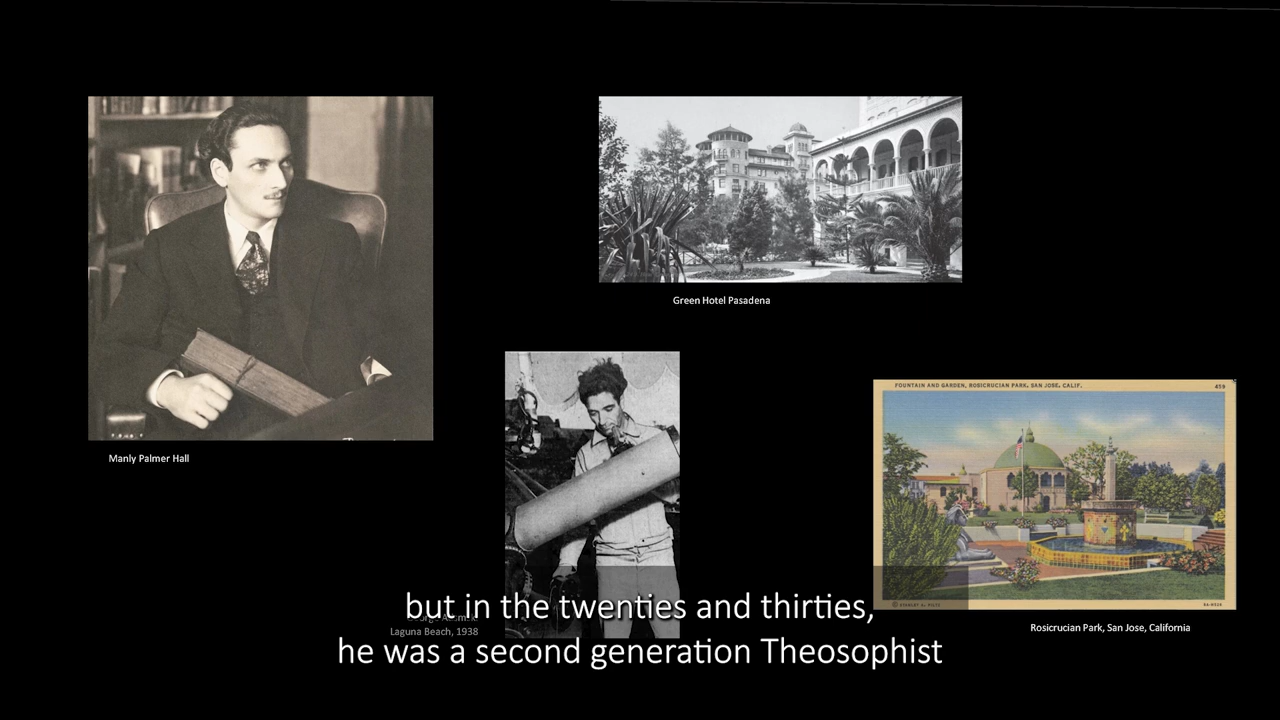 Green Hotel Pasadena
FOUNTAIN AND GARDEN, ROSICRUCIAN PARK, SAN JOSE, CALIF.
Manly Palmer Hall
Laguna Beach, 1938
Rosicrucian Park, San Jose, California
but in the twenties and thirties,
he was a second generation Theosophist